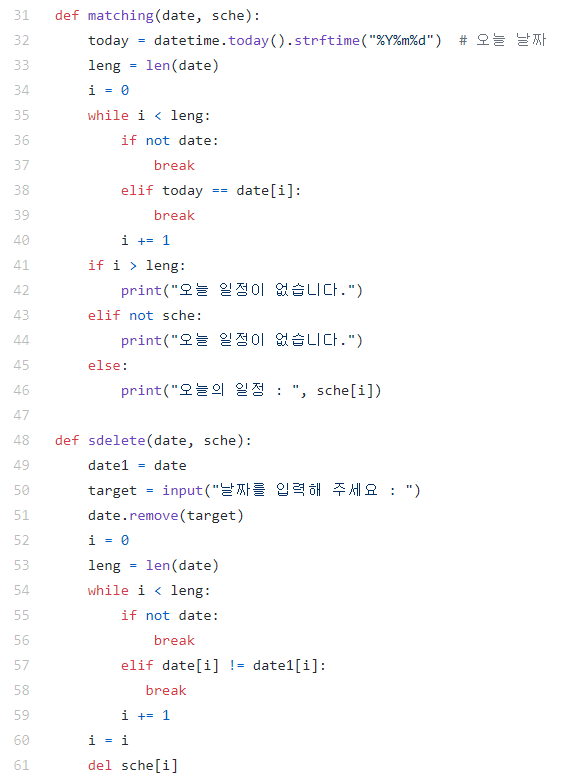 31 def matching(date, sche):
32     today = datetime.today().strftime("%Y%m%d")  # 오늘 날짜
33     leng = len(date)
34     i = 0
35     while i < leng:
36         if not date:
37             break
38         elif today == date[i]:
39             break
40         i += 1
41     if i > leng:
42         print("오늘 일정이 없습니다.")
43     elif not sche:
44         print("오늘 일정이 없습니다.")
45     else:
46         print("오늘의 일정 : ", sche[i])
47
48 def sdelete(date, sche):
49     date1 = date
50     target = input("날짜를 입력해 주세요 : ")
51     date.remove(target)
52     i = 0
53     leng = len(date)
54     while i < leng:
55         if not date:
56             break
57         elif date[i] != date1[i]:
58            break
59         i += 1
60     i = i
61     del sche[i]